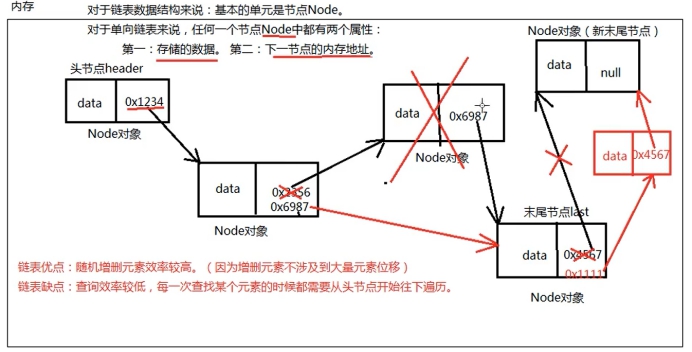 内存
对于链表数据结构来说：基本的单元是节点Node。
对于单向链表来说，任何一个节点Node中都有两个属性：
第一：存储的数据。 第二：下一节点的内存地址。
Node对象（新末尾节点）
data
null
头节点header
data
0x1234
Node对象
data
0x6987
Node对象
data
0x4567
data
0x2356
0x6987
Node对象
末尾节点last
data
0x4567
0x1111
Node对象
链表优点：随机增删元素效率较高。（因为增删元素不涉及到大量元素位移）
链表缺点：查询效率较低，每一次查找某个元素的时候都需要从头节点开始往下遍历。